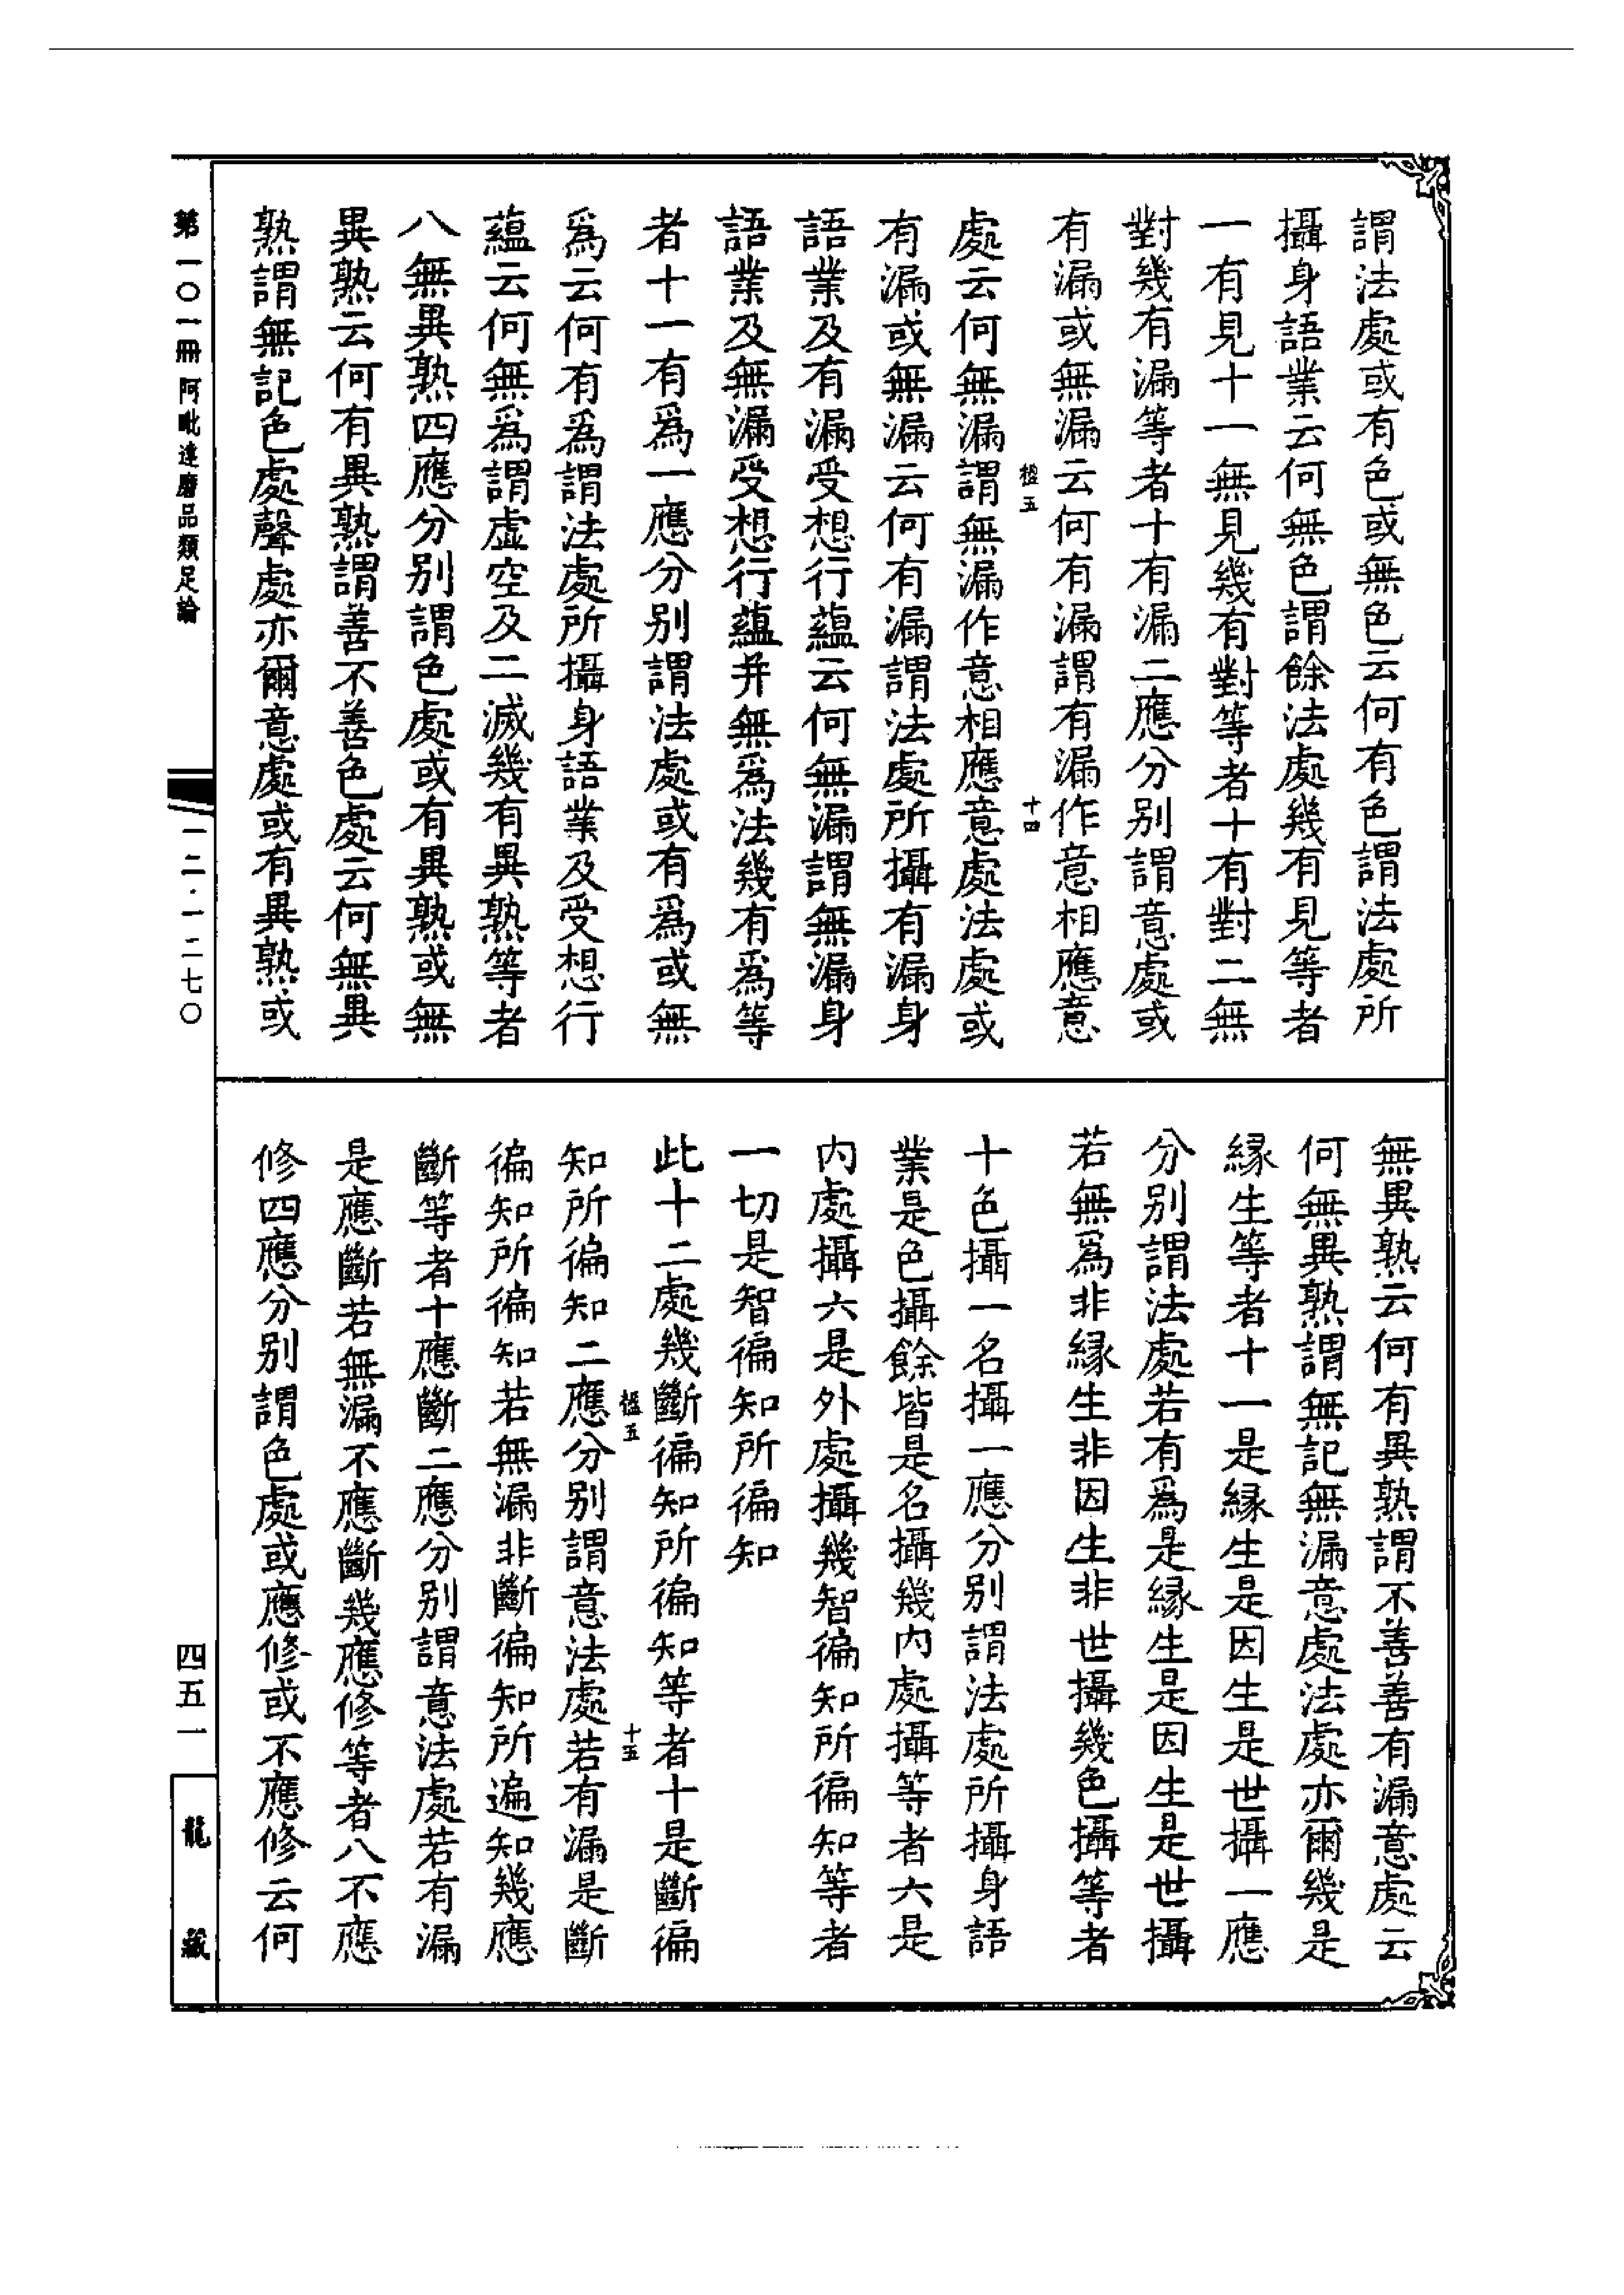 謂法處或有色或無色云何有色謂法處所
攝身語業云何無色謂餘法處幾有見等者
一有見十一無見幾有對等者十有對二無
對幾有漏等者十有漏二應分别謂意處或
有漏或無漏云何有漏謂有漏作意相應意
十四
處云何無漏謂無漏作意相應意處法處或
有漏或無漏云何有漏謂法處所攝有漏身
語業及有漏受想行蘊云何無漏謂無漏身
語業及無漏受想行蘊并無爲法幾有爲等
者十一有爲一應分别謂法處或有爲或無
爲云何有爲謂法處所攝身語業及受想行
蘊云何無爲謂虚空及二滅幾有異熟等者
八無異熟四應分别謂色處或有異熟或無
異熟云何有異熟謂善不善色處云何無異
熟謂無記色處聲處亦爾意處或有異熟或
無異熟云何有異熟謂不善善有漏意處云
何無異熟謂無記無漏意處法處亦爾幾是
緣生等者十一是緣生是因生是世攝一應
分别謂法處若有爲是緣生是因生是世攝
若無爲非緣生非因生非世攝幾色攝等者
十色攝一名攝一應分别謂法處所攝身語
業是色攝餘皆是名攝幾内處攝等者六是
内處攝六是外處攝幾智徧知所徧知等者
一切是智徧知所徧知
此十二處幾斷徧知所徧知等者十是斷徧
十五
知所徧知二應分别謂意法處若有漏是斷
徧知所徧知若無漏非斷徧知所遍知幾應
斷等者十應斷二應分别謂意法處若有漏
是應斷若無漏不應斷幾應修等者八不應
修四應分别謂色處或應修或不應修云何
第一〇一冊 阿毗達磨品類足論
一二·一二七〇
四五一
龍藏